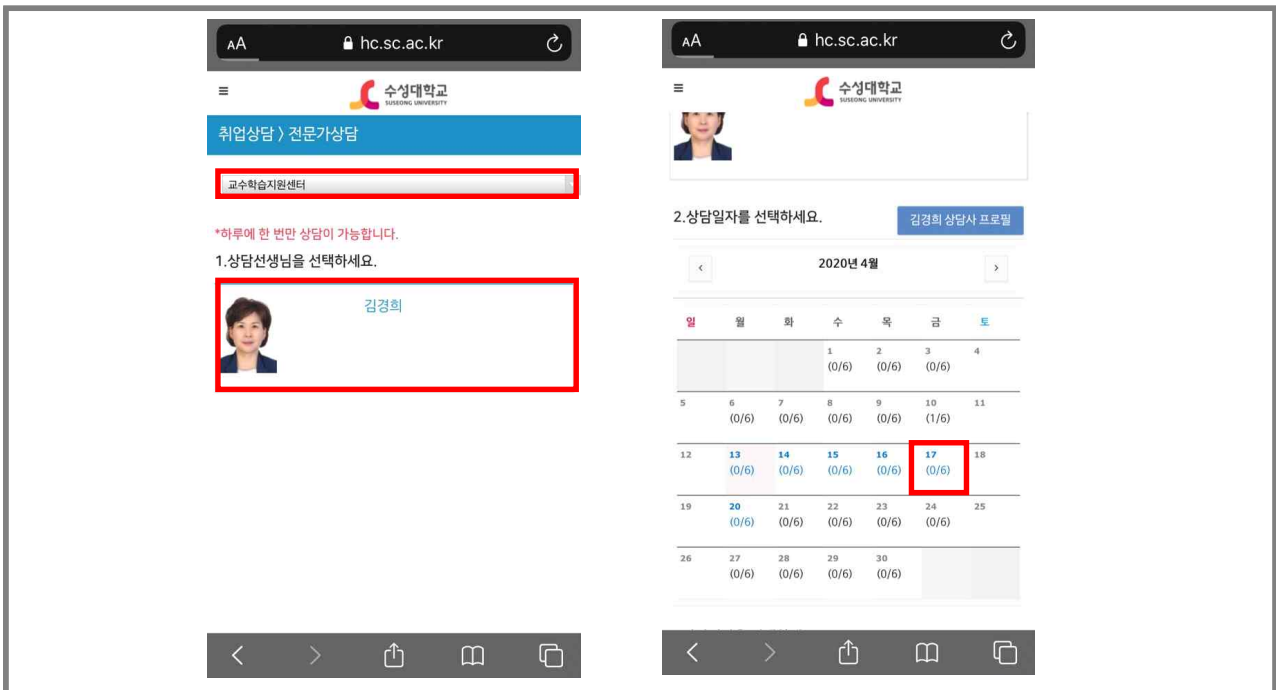 AA hc.sc.ac.kr
수성대학교
SUSEONG UNIVERSITY
취업상담 > 전문가상담
교수학습지원센터
*하루에 한 번만 상담이 가능합니다.
1.상담선생님을 선택하세요.
김경희
AA hc.sc.ac.kr
수성대학교
SUSEONG UNIVERSITY
2.상담일자를 선택하세요.
김경희 상담사 프로필
< 2020년 4월 >
일 월 화 수 목 금 토
1 2 3 4
(0/6) (0/6) (0/6)
5 6 7 8 9 10 11
(0/6) (0/6) (0/6) (0/6) (1/6)
12 13 14 15 16 17 18
(0/6) (0/6) (0/6) (0/6) (0/6)
19 20 21 22 23 24 25
(0/6) (0/6) (0/6) (0/6) (0/6)
26 27 28 29 30
(0/6) (0/6) (0/6) (0/6)